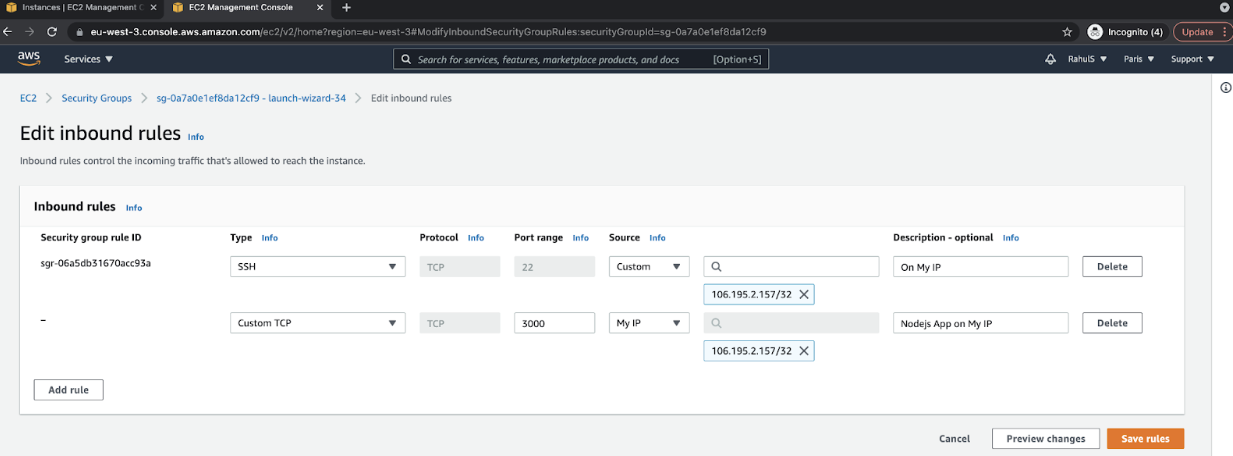 Instances | EC2 Management C
EC2 Management Console
eu-west-3.console.aws.amazon.com/ec2/v2/home?region=eu-west-3#ModifyInboundSecurityGroupRules:securityGroupId=sg-0a7a0e1ef8da12cf9
Incognito (4)
Update
aws
Services
Search for services, features, marketplace products, and docs
[Option+S]
RahulS
Paris
Support
EC2 > Security Groups > sg-0a7a0e1ef8da12cf9 - launch-wizard-34 > Edit inbound rules
Edit inbound rules Info
Inbound rules control the incoming traffic that's allowed to reach the instance.
Inbound rules Info
Security group rule ID Type Info Protocol Info Port range Info Source Info Description - optional Info
sgr-06a5db31670acc93a SSH TCP 22 Custom On My IP Delete
106.195.2.157/32
– Custom TCP TCP 3000 My IP Nodejs App on My IP Delete
106.195.2.157/32
Add rule
Cancel Preview changes Save rules